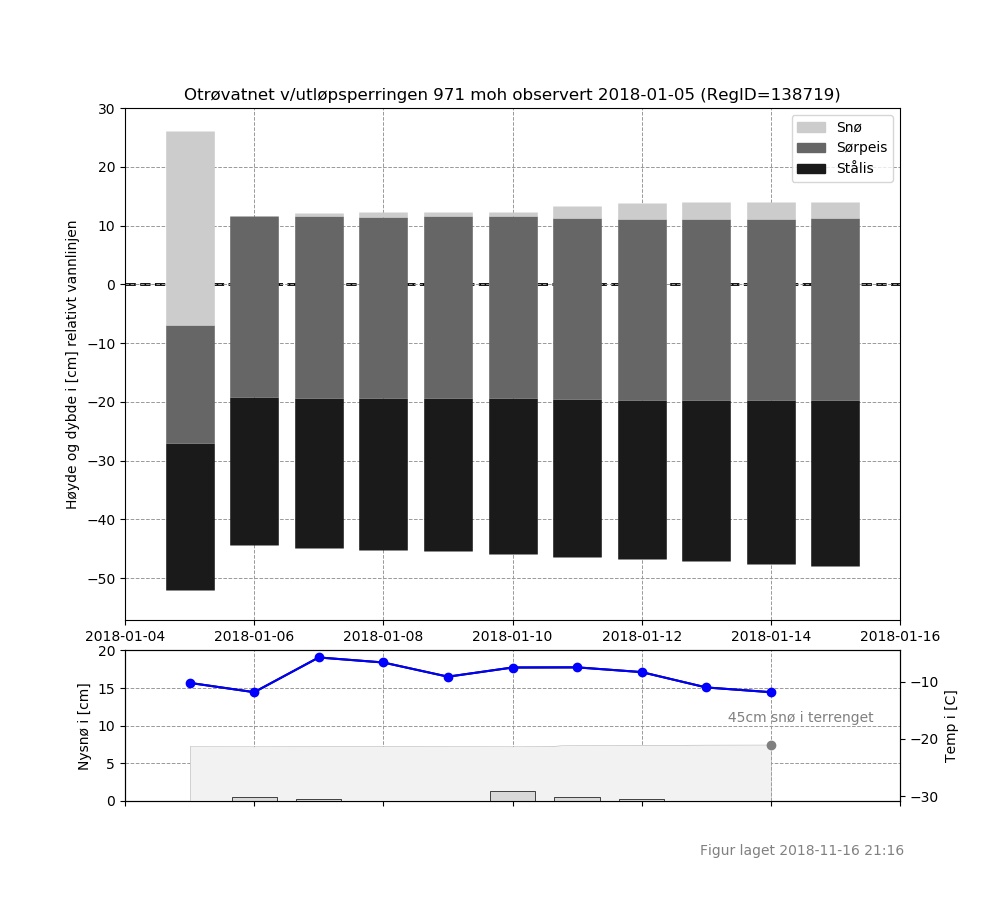 Otrøvatnet v/utløpsperringen 971 moh observert 2018-01-05 (RegID=138719)
Snø
Sørpeis
Stålis
Høyde og dybde i [cm] relativt vannlinjen
30
20
10
0
−10
−20
−30
−40
−50
2018-01-04 2018-01-06 2018-01-08 2018-01-10 2018-01-12 2018-01-14 2018-01-16
Nysnø i [cm]
20
15
10
5
0
45cm snø i terrenget
−10
−20
−30
Temp i [C]
Figur laget 2018-11-16 21:16